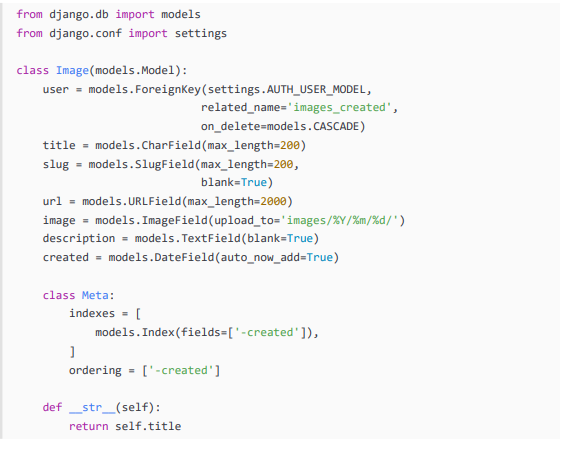 from django.db import models
from django.conf import settings
class Image(models.Model):
    user = models.ForeignKey(settings.AUTH_USER_MODEL,
                            related_name='images_created',
                            on_delete=models.CASCADE)
    title = models.CharField(max_length=200)
    slug = models.SlugField(max_length=200,
                            blank=True)
    url = models.URLField(max_length=2000)
    image = models.ImageField(upload_to='images/%Y/%m/%d/')
    description = models.TextField(blank=True)
    created = models.DateField(auto_now_add=True)
    class Meta:
        indexes = [
            models.Index(fields=['-created']),
        ]
        ordering = ['-created']
    def __str__(self):
        return self.title